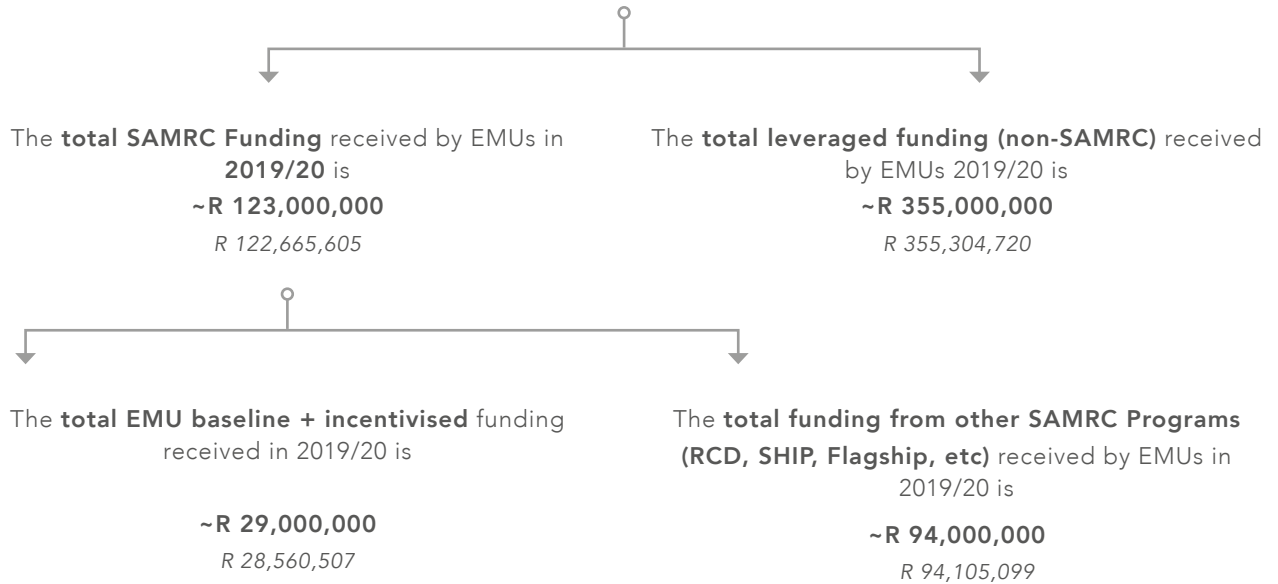 The total SAMRC Funding received by EMUs in
2019/20 is
~R 123,000,000
R 122,665,605
The total leveraged funding (non-SAMRC) received
by EMUs 2019/20 is
~R 355,000,000
R 355,304,720
The total EMU baseline + incentivised funding
received in 2019/20 is
~R 29,000,000
R 28,560,507
The total funding from other SAMRC Programs
(RCD, SHIP, Flagship, etc) received by EMUs in
2019/20 is
~R 94,000,000
R 94,105,099